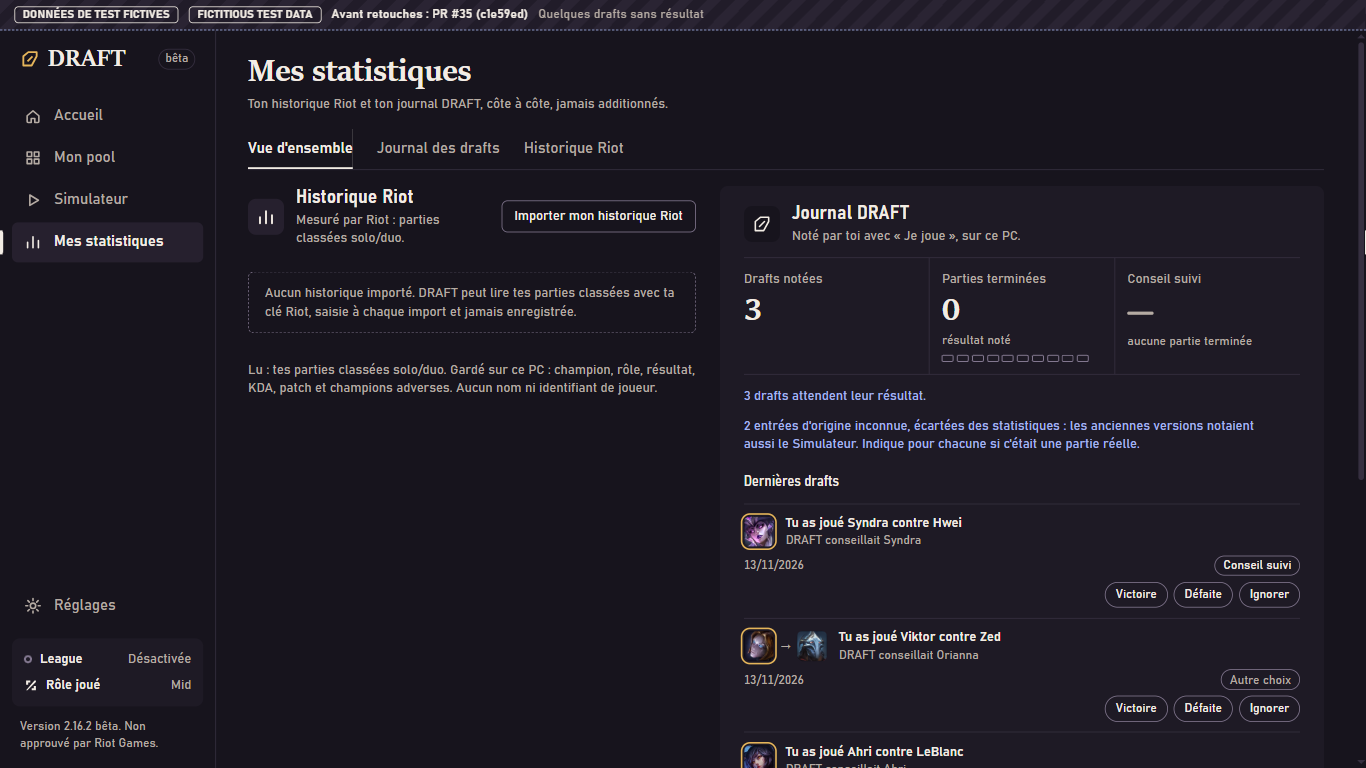 DONNÉES DE TEST FICTIVES FICTITIOUS TEST DATA Avant retouches : PR #35 (c1e59ed) Quelques drafts sans résultat
DRAFT bêta
Accueil
Mon pool
Simulateur
Mes statistiques
Réglages
League Désactivée
Rôle joué Mid
Version 2.16.2 bêta. Non
approuvé par Riot Games.
Mes statistiques
Ton historique Riot et ton journal DRAFT, côte à côte, jamais additionnés.
Vue d'ensemble Journal des drafts Historique Riot
Historique Riot
Mesuré par Riot : parties
classées solo/duo.
Importer mon historique Riot
Aucun historique importé. DRAFT peut lire tes parties classées avec ta
clé Riot, saisie à chaque import et jamais enregistrée.
Lu : tes parties classées solo/duo. Gardé sur ce PC : champion, rôle, résultat,
KDA, patch et champions adverses. Aucun nom ni identifiant de joueur.
Journal DRAFT
Noté par toi avec « Je joue », sur ce PC.
Drafts notées
3
Parties terminées
0
résultat noté
Conseil suivi
—
aucune partie terminée
3 drafts attendent leur résultat.
2 entrées d'origine inconnue, écartées des statistiques : les anciennes versions notaient
aussi le Simulateur. Indique pour chacune si c'était une partie réelle.
Dernières drafts
Tu as joué Syndra contre Hwei
DRAFT conseillait Syndra
13/11/2026 Conseil suivi
Victoire Défaite Ignorer
→ Tu as joué Viktor contre Zed
DRAFT conseillait Orianna
13/11/2026 Autre choix
Victoire Défaite Ignorer
Tu as joué Ahri contre LeBlanc
DRAFT conseillait Ahri